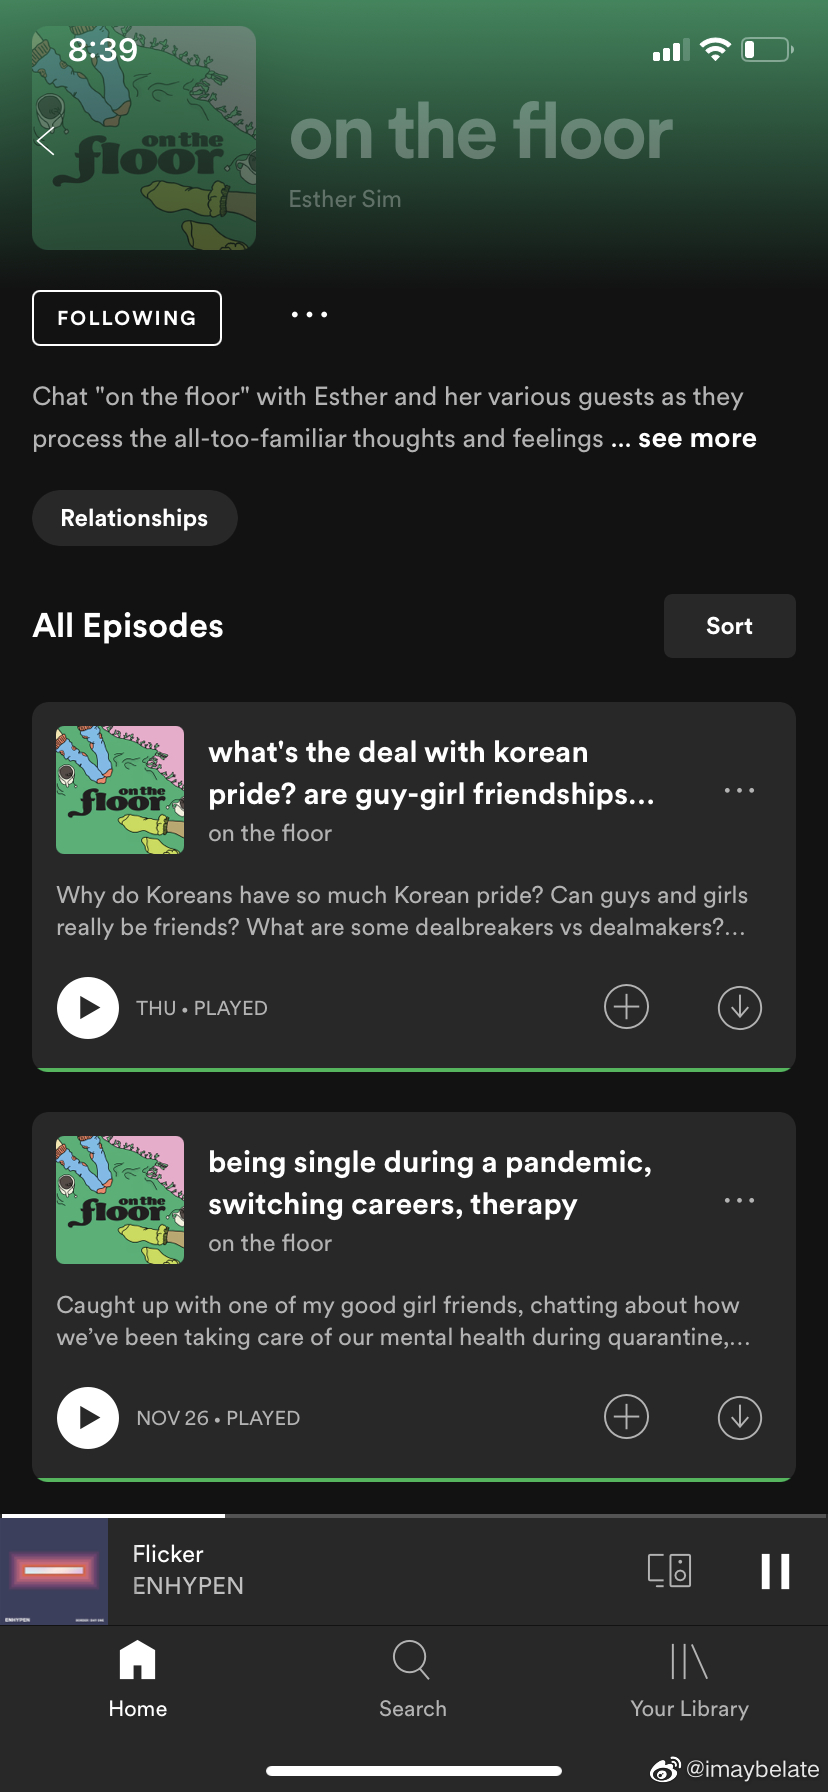 8:39
on the
floor
on the floor
Esther Sim
FOLLOWING
Chat "on the floor" with Esther and her various guests as they
process the all-too-familiar thoughts and feelings ... see more
Relationships
All Episodes
Sort
on the
floor
what's the deal with korean
pride? are guy-girl friendships...
on the floor
Why do Koreans have so much Korean pride? Can guys and girls
really be friends? What are some dealbreakers vs dealmakers?...
THU • PLAYED
on the
floor
being single during a pandemic,
switching careers, therapy
on the floor
Caught up with one of my good girl friends, chatting about how
we’ve been taking care of our mental health during quarantine,...
NOV 26 • PLAYED
Flicker
ENHYPEN
ENHYPEN
Home
Search
Your Library
@imaybelate